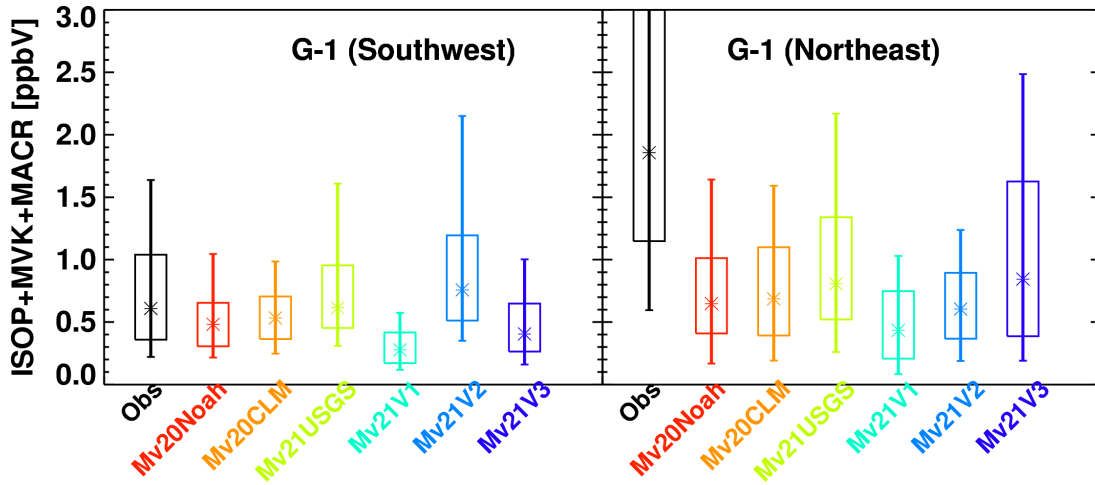 ISOP+MVK+MACR [ppbV]
3.0
2.5
2.0
1.5
1.0
0.5
0.0
G-1 (Southwest)
G-1 (Northeast)
Obs
Mv20Noah
Mv20CLM
Mv21USGS
Mv21V1
Mv21V2
Mv21V3
Obs
Mv20Noah
Mv20CLM
Mv21USGS
Mv21V1
Mv21V2
Mv21V3